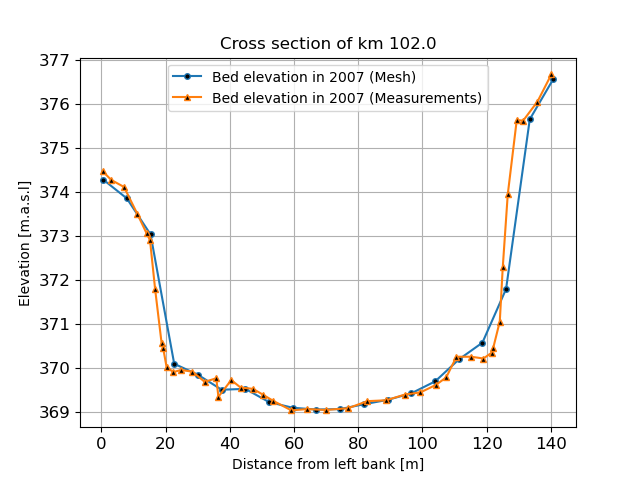 Cross section of km 102.0
Bed elevation in 2007 (Mesh)
Bed elevation in 2007 (Measurements)
Elevation [m.a.s.l]
377
376
375
374
373
372
371
370
369
0 20 40 60 80 100 120 140
Distance from left bank [m]